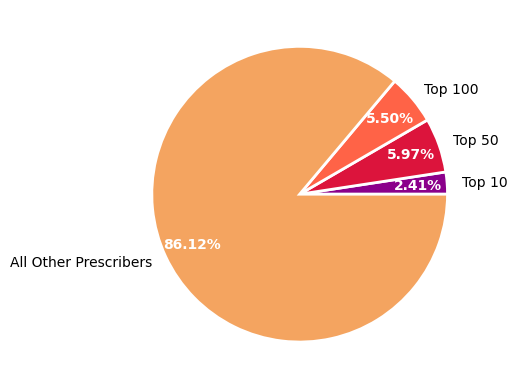 Top 100
5.50%
Top 50
5.97%
Top 10
2.41%
86.12%
All Other Prescribers